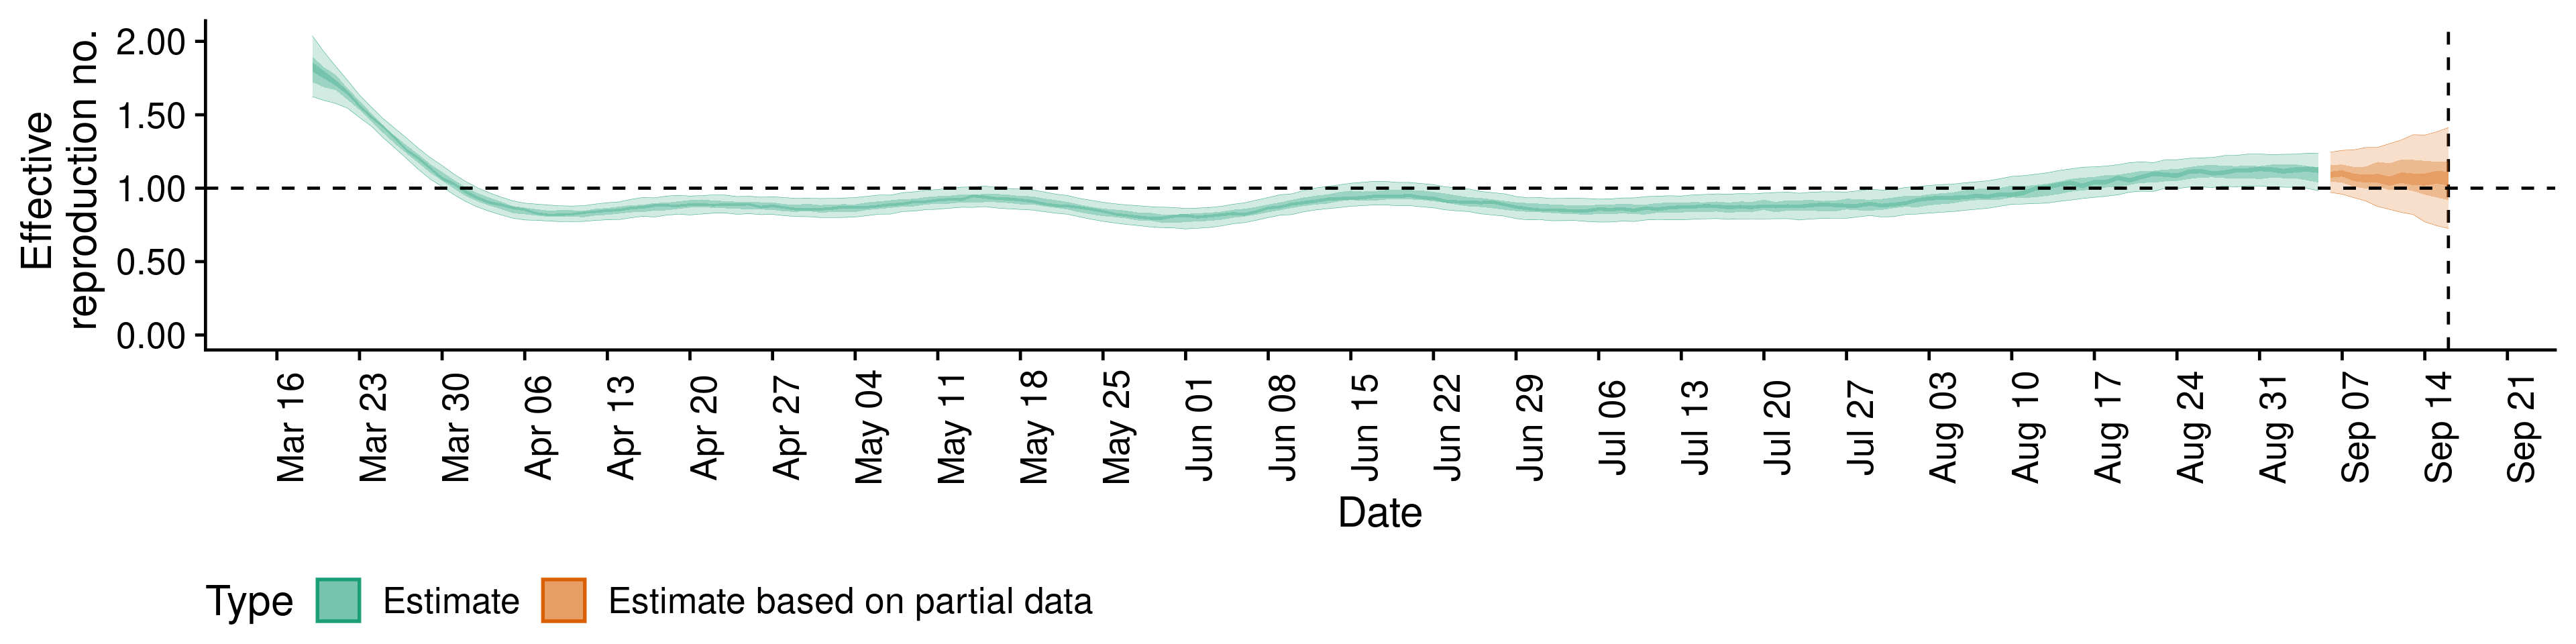 Effective
reproduction no.
2.00
1.50
1.00
0.50
0.00
Mar 16
Mar 23
Mar 30
Apr 06
Apr 13
Apr 20
Apr 27
May 04
May 11
May 18
May 25
Jun 01
Jun 08
Jun 15
Jun 22
Jun 29
Jul 06
Jul 13
Jul 20
Jul 27
Aug 03
Aug 10
Aug 17
Aug 24
Aug 31
Sep 07
Sep 14
Sep 21
Date
Type Estimate Estimate based on partial data